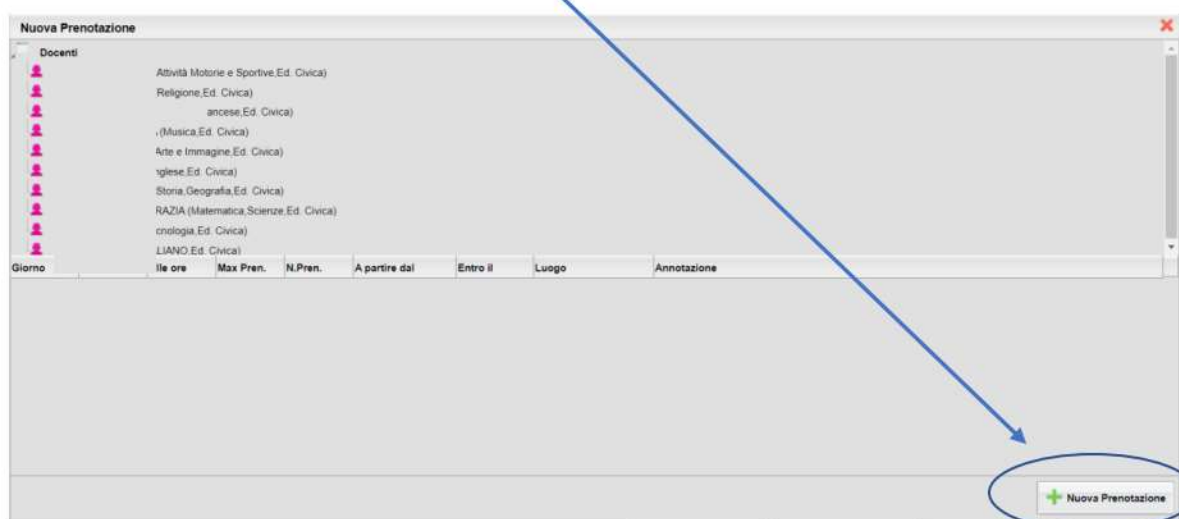 Nuova Prenotazione
Docenti
Attività Motorie e Sportive,Ed. Civica)
Religione,Ed. Civica)
ancese,Ed. Civica)
(Musica,Ed. Civica)
Arte e Immagine,Ed. Civica)
glese,Ed. Civica)
Storia,Geografia,Ed. Civica)
RAZIA (Matematica,Scienze,Ed. Civica)
cnologia,Ed. Civica)
LIANO,Ed. Civica)
Giorno lle ore Max Pren. N.Pren. A partire dal Entro il Luogo Annotazione
Nuova Prenotazione